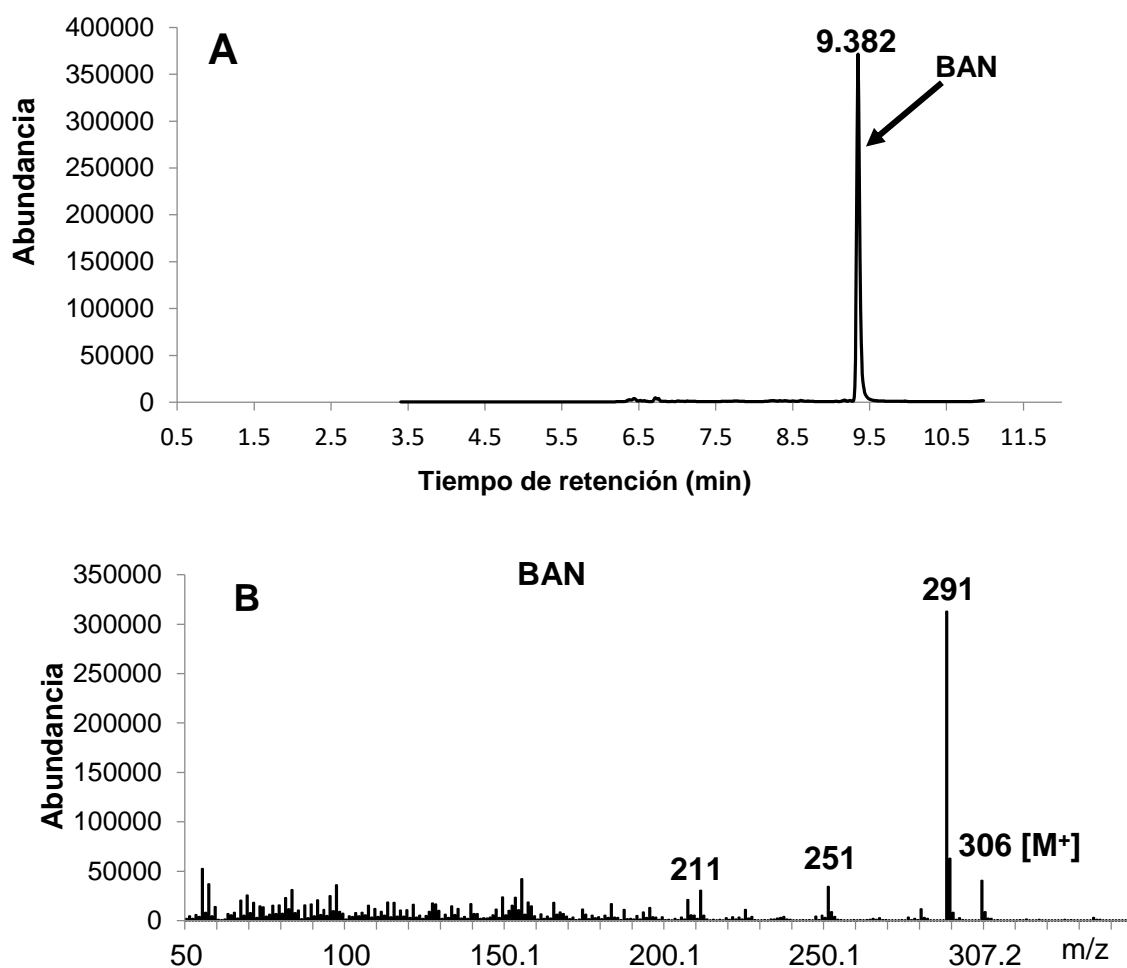 A
9.382
BAN
Abundancia
400000
350000
300000
250000
200000
150000
100000
50000
0
0.5 1.5 2.5 3.5 4.5 5.5 6.5 7.5 8.5 9.5 10.5 11.5
Tiempo de retención (min)
B
BAN
Abundancia
350000
300000
250000
200000
150000
100000
50000
0
291
306 [M⁺]
251
211
50 100 150.1 200.1 250.1 307.2 m/z